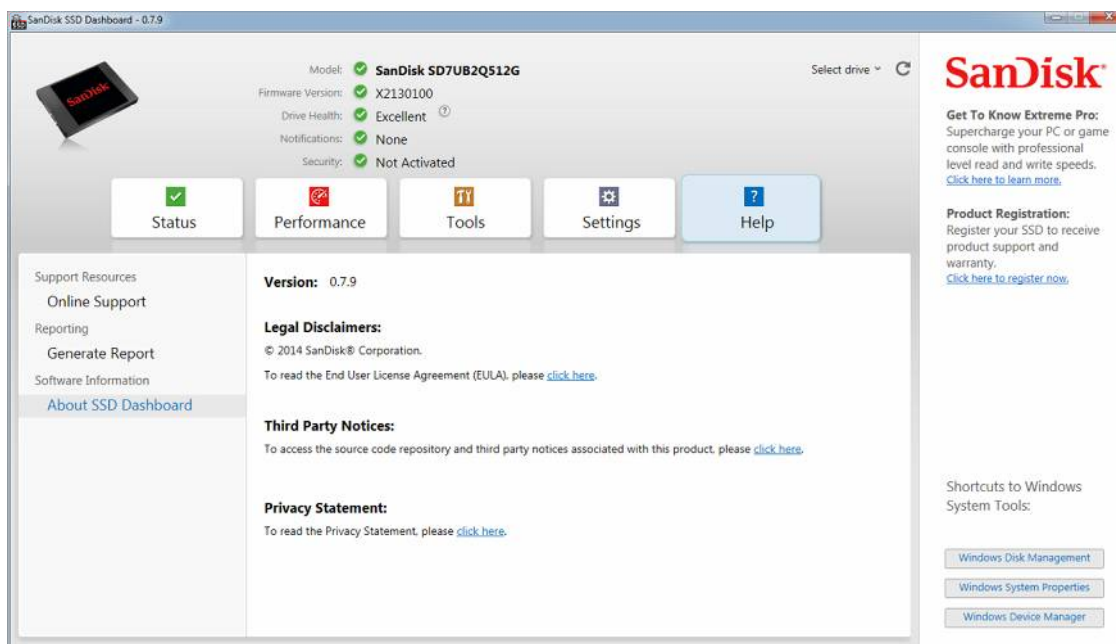 SanDisk SSD Dashboard - 0.7.9
SanDisk
Model: SanDisk SD7UB2Q512G
Firmware Version: X2130100
Drive Health: Excellent ?
Notifications: None
Security: Not Activated
Select drive
Status
Performance
Tools
Settings
? Help
Support Resources
Online Support
Reporting
Generate Report
Software Information
About SSD Dashboard
Version: 0.7.9
Legal Disclaimers:
© 2014 SanDisk® Corporation.
To read the End User License Agreement (EULA), please click here.
Third Party Notices:
To access the source code repository and third party notices associated with this product, please click here.
Privacy Statement:
To read the Privacy Statement, please click here.
SanDisk®
Get To Know Extreme Pro:
Supercharge your PC or game
console with professional
level read and write speeds.
Click here to learn more.
Product Registration:
Register your SSD to receive
product support and
warranty.
Click here to register now.
Shortcuts to Windows
System Tools:
Windows Disk Management
Windows System Properties
Windows Device Manager